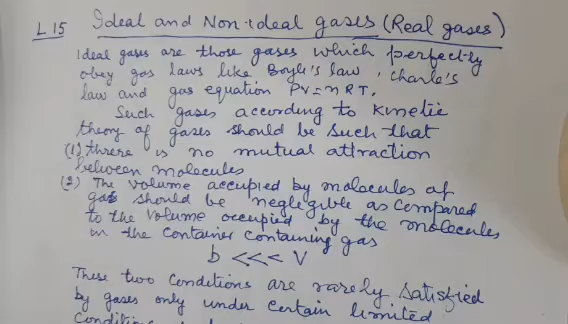 L 15 Ideal and Non-ideal gases (Real gases)
Ideal gases are those gases which perfectly
obey gas laws like Boyle's law, Charle's
law and gas equation PV = nRT.
Such gases according to Kinetic
theory of gases should be such that
(1) threre is no mutual attraction
between molecules
(2) The volume accupied by molecules of
gas should be negligible as compared
to the volume occupied by the molecules
in the container containing gas
b <<< V
These two conditions are rarely satisfied
by gases only under certain limited